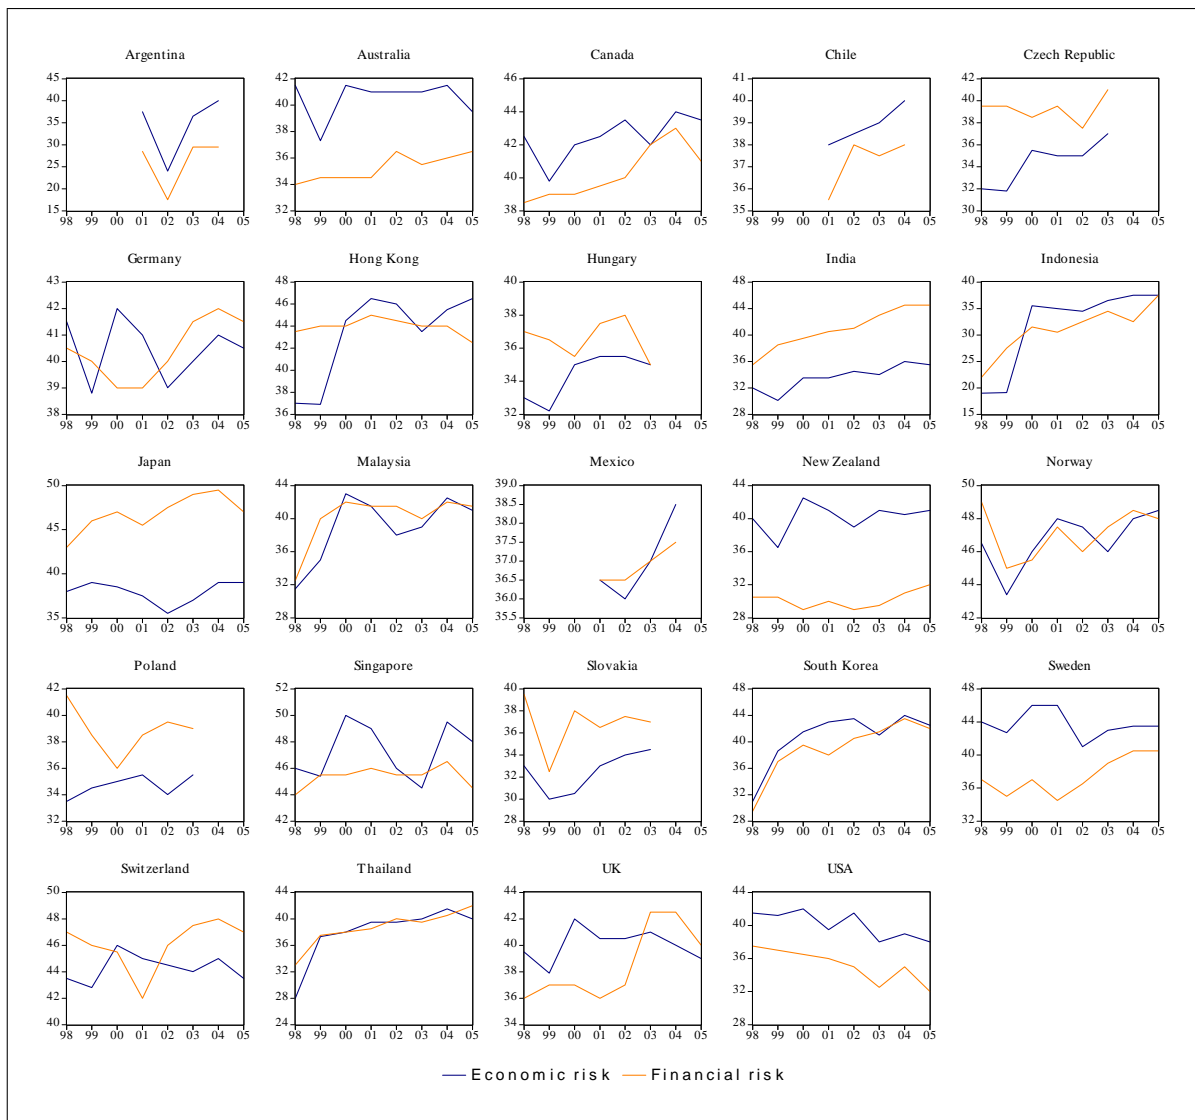 Argentina Australia Canada Chile Czech Republic
45 40 35 30 25 20 15 98 99 00 01 02 03 04 05
42 40 38 36 34 32 98 99 00 01 02 03 04 05
46 44 42 40 38 98 99 00 01 02 03 04 05
41 40 39 38 37 36 35 98 99 00 01 02 03 04 05
42 40 38 36 34 32 30 98 99 00 01 02 03 04 05
Germany Hong Kong Hungary India Indonesia
43 42 41 40 39 38 98 99 00 01 02 03 04 05
48 46 44 42 40 38 36 98 99 00 01 02 03 04 05
40 38 36 34 32 98 99 00 01 02 03 04 05
48 44 40 36 32 28 98 99 00 01 02 03 04 05
40 35 30 25 20 15 98 99 00 01 02 03 04 05
Japan Malaysia Mexico New Zealand Norway
50 45 40 35 98 99 00 01 02 03 04 05
44 40 36 32 28 98 99 00 01 02 03 04 05
39.0 38.5 38.0 37.5 37.0 36.5 36.0 35.5 98 99 00 01 02 03 04 05
44 40 36 32 28 98 99 00 01 02 03 04 05
50 48 46 44 42 98 99 00 01 02 03 04 05
Poland Singapore Slovakia South Korea Sweden
42 40 38 36 34 32 98 99 00 01 02 03 04 05
52 50 48 46 44 42 98 99 00 01 02 03 04 05
40 38 36 34 32 30 28 98 99 00 01 02 03 04 05
48 44 40 36 32 28 98 99 00 01 02 03 04 05
48 44 40 36 32 98 99 00 01 02 03 04 05
Switzerland Thailand UK USA
50 48 46 44 42 40 98 99 00 01 02 03 04 05
44 40 36 32 28 24 98 99 00 01 02 03 04 05
44 42 40 38 36 34 98 99 00 01 02 03 04 05
44 40 36 32 28 98 99 00 01 02 03 04 05
Economic risk Financial risk